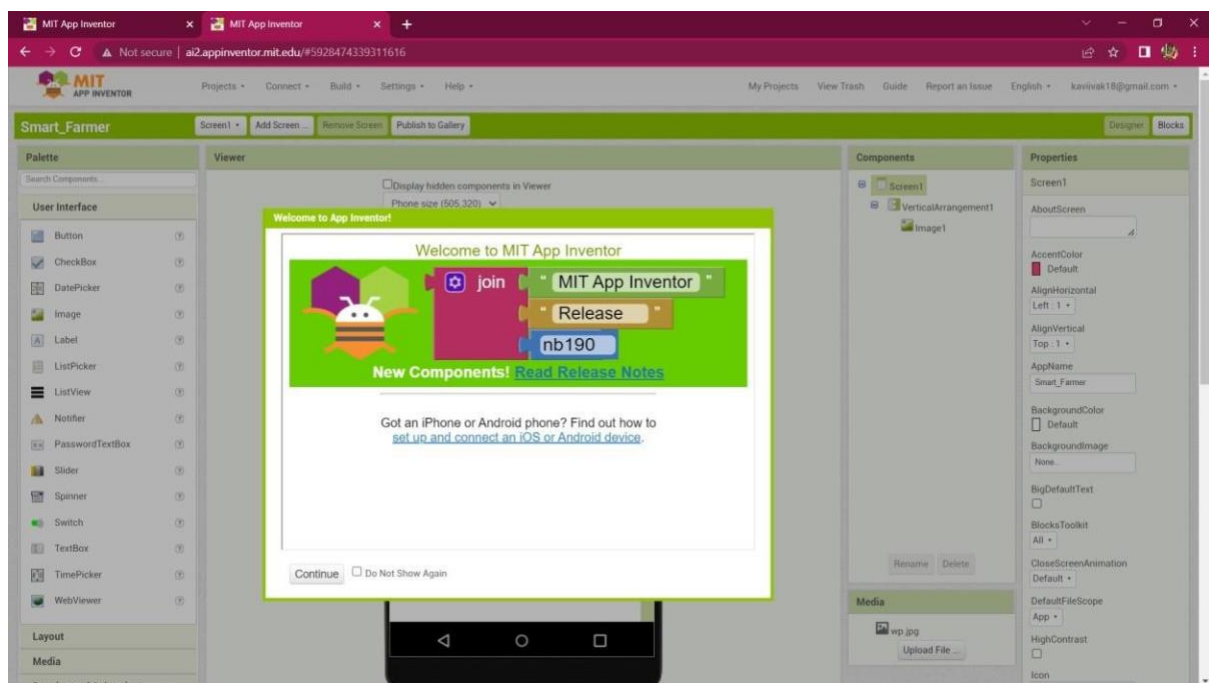 MIT App Inventor
MIT App Inventor
Not secure | ai2.appinventor.mit.edu/#5928474339311616
MIT
APP INVENTOR
Projects Connect Build Settings Help
My Projects View Trash Guide Report an Issue English kaviivak18@gmail.com
Smart_Farmer
Screen1 Add Screen ... Remove Screen Publish to Gallery
Designer Blocks
Palette
Search Components...
User Interface
Button
CheckBox
DatePicker
Image
Label
ListPicker
ListView
Notifier
PasswordTextBox
Slider
Spinner
Switch
TextBox
TimePicker
WebViewer
Layout
Media
Viewer
Display hidden components in Viewer
Phone size (505,320)
Welcome to App Inventor!
Welcome to MIT App Inventor
join " MIT App Inventor "
" Release "
nb190
New Components! Read Release Notes
Got an iPhone or Android phone? Find out how to
set up and connect an iOS or Android device.
Continue Do Not Show Again
Components
Screen1
VerticalArrangement1
Image1
Rename Delete
Media
wp.jpg
Upload File ...
Properties
Screen1
AboutScreen
AccentColor
Default
AlignHorizontal
Left : 1
AlignVertical
Top : 1
AppName
Smart_Farmer
BackgroundColor
Default
BackgroundImage
None...
BigDefaultText
BlocksToolkit
All
CloseScreenAnimation
Default
DefaultFileScope
App
HighContrast
Icon